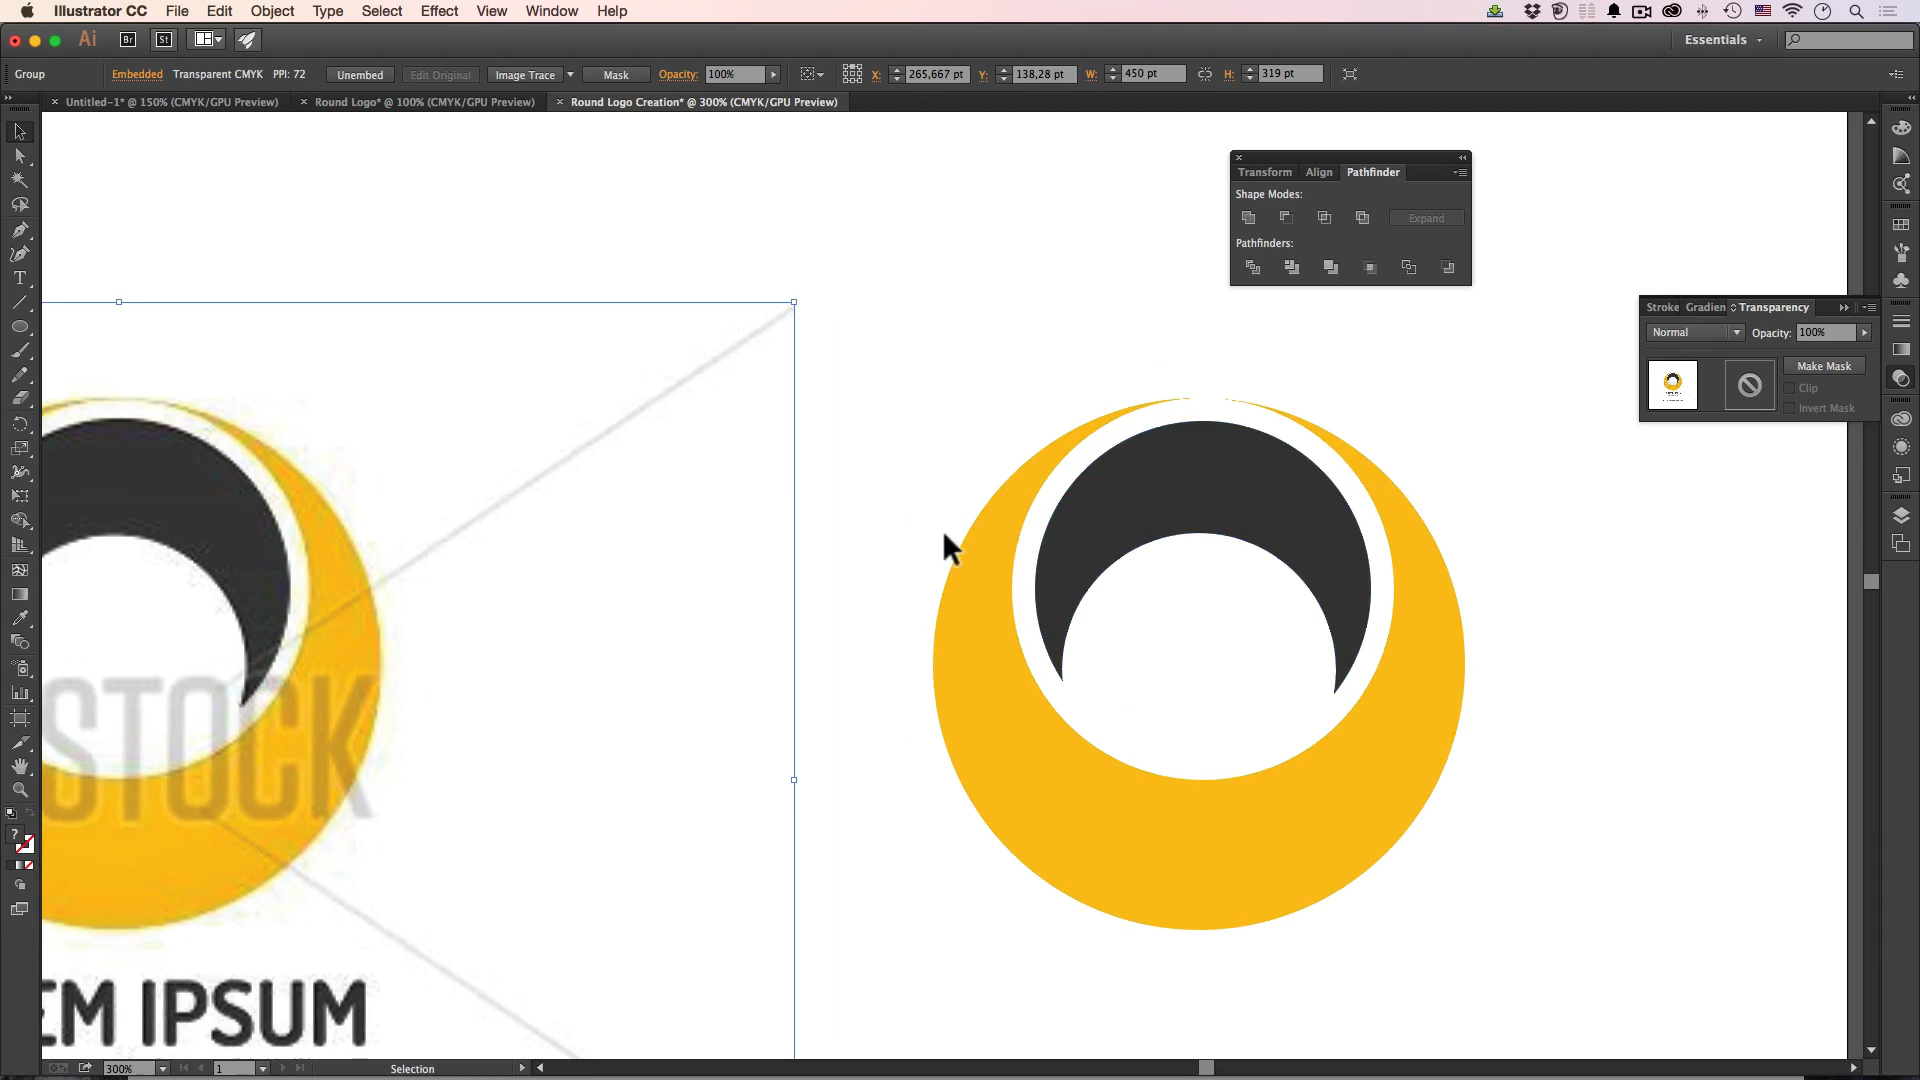 Illustrator CC File Edit Object Type Select Effect View Window Help
Ai Br St Essentials
Group Embedded Transparent CMYK PPI: 72 Unembed Edit Original Image Trace Mask Opacity: 100% X: 265,667 pt Y: 138,28 pt W: 450 pt H: 319 pt
× Untitled-1* @ 150% (CMYK/GPU Preview) × Round Logo* @ 100% (CMYK/GPU Preview) × Round Logo Creation* @ 300% (CMYK/GPU Preview)
Transform Align Pathfinder
Shape Modes:
Expand
Pathfinders:
Stroke Gradien Transparency
Normal Opacity: 100%
Make Mask
Clip
Invert Mask
STOCK
EM IPSUM
300% 1 Selection